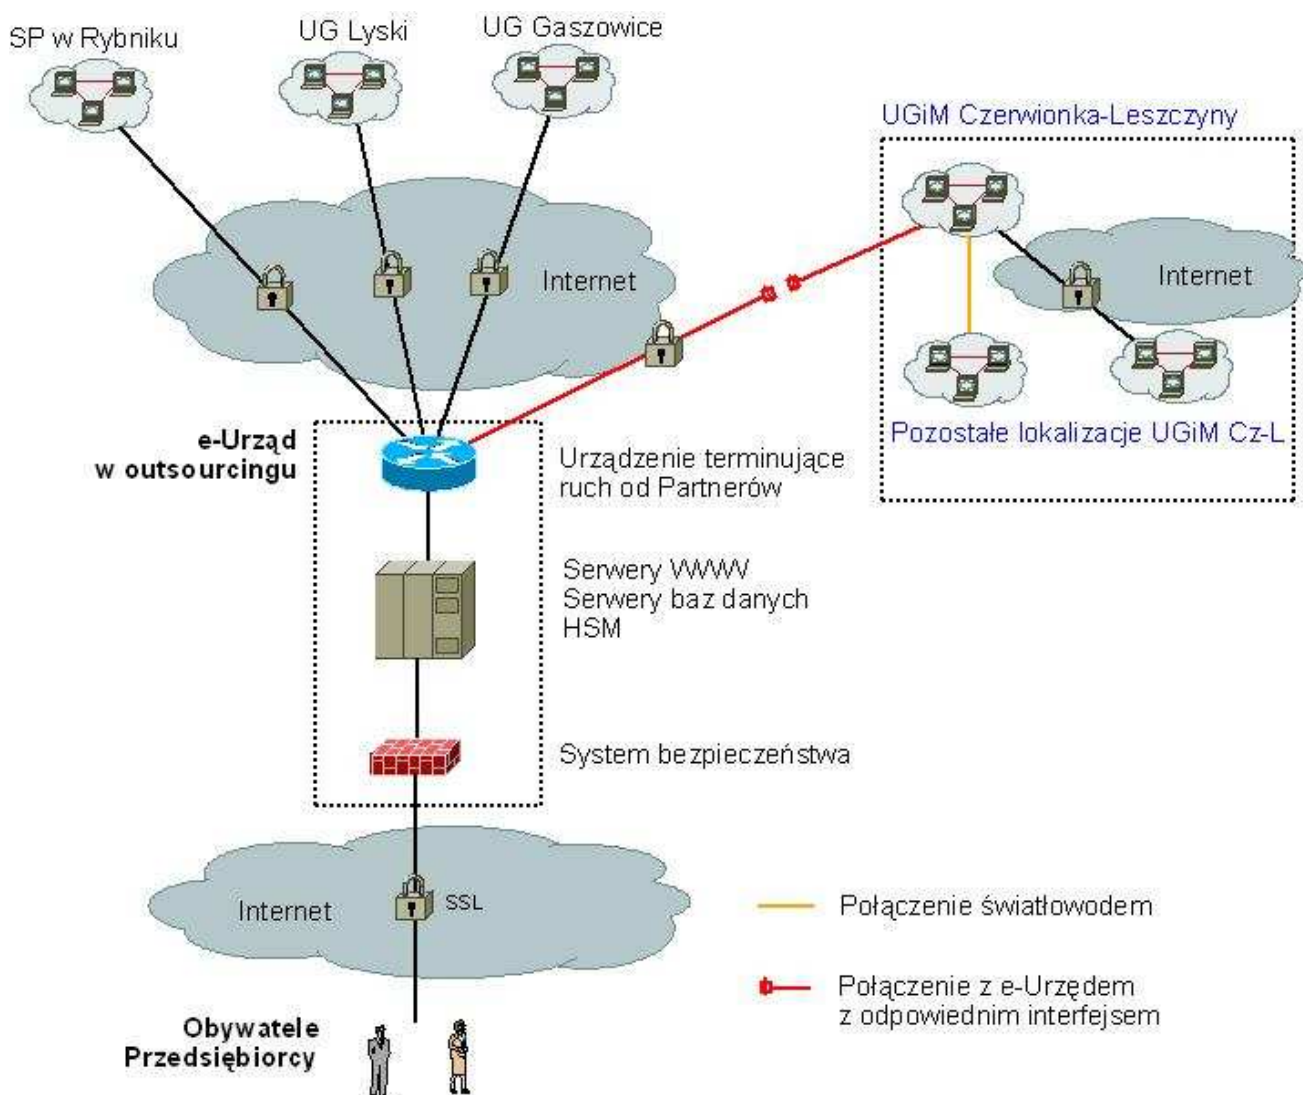 SP w Rybniku
UG Lyski
UG Gaszowice
UGiM Czerwionka-Leszczyny
Internet
Internet
Pozostałe lokalizacje UGiM Cz-L
e-Urząd
w outsourcingu
Urządzenie terminujące
ruch od Partnerów
Serwery WWW
Serwery baz danych
HSM
System bezpieczeństwa
Internet
SSL
Połączenie światłowodem
Połączenie z e-Urzędem
z odpowiednim interfejsem
Obywatele
Przedsiębiorcy